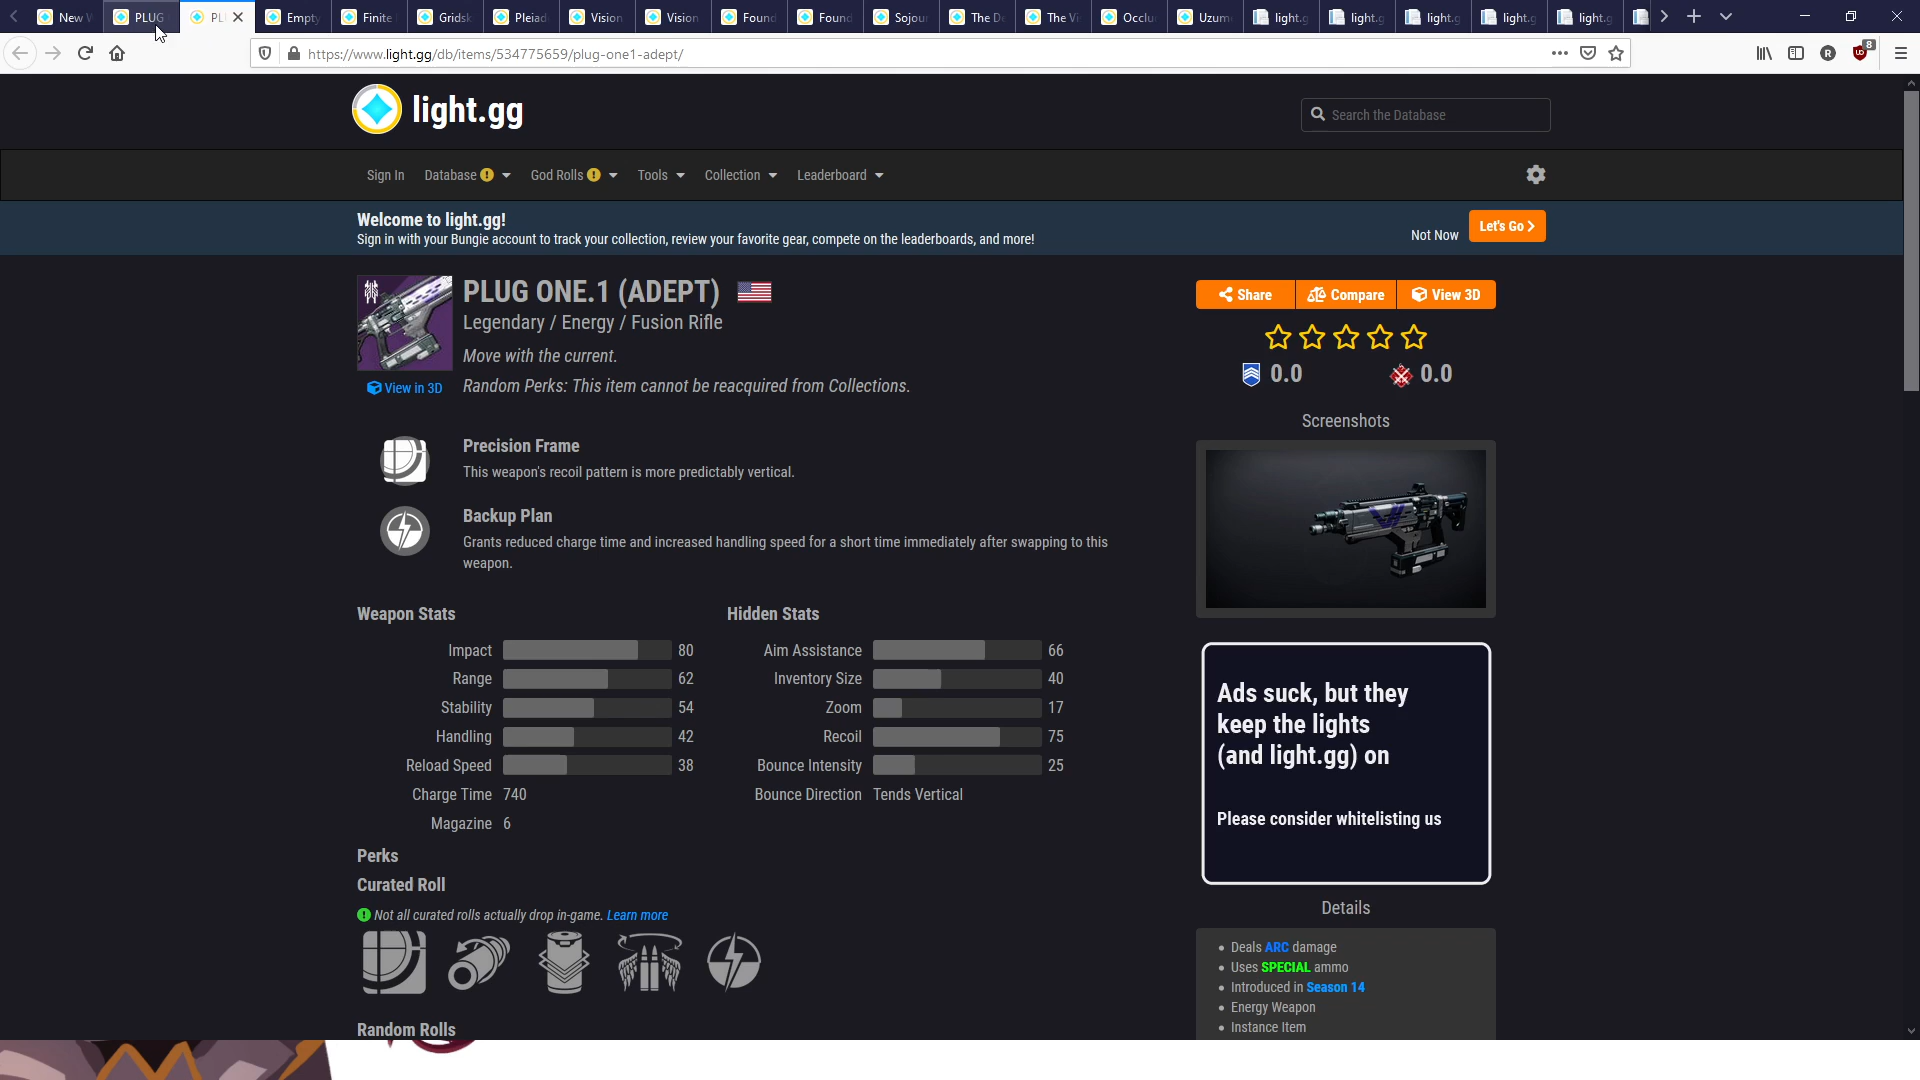 New
PLUG
PL
Empty
Finite
Gridsk
Pleiad
Vision
Vision
Found
Found
Sojou
The D
The Vi
Occlu
Uzum
light.g
light.g
light.g
light.g
light.g
https://www.light.gg/db/items/534775659/plug-one1-adept/
8
light.gg
Search the Database
Sign In
Database
God Rolls
Tools
Collection
Leaderboard
Welcome to light.gg!
Sign in with your Bungie account to track your collection, review your favorite gear, compete on the leaderboards, and more!
Not Now
Let's Go
PLUG ONE.1 (ADEPT)
Legendary / Energy / Fusion Rifle
Move with the current.
View in 3D
Random Perks: This item cannot be reacquired from Collections.
Share
Compare
View 3D
0.0
0.0
Screenshots
Precision Frame
This weapon's recoil pattern is more predictably vertical.
Backup Plan
Grants reduced charge time and increased handling speed for a short time immediately after swapping to this
weapon.
Weapon Stats
Impact 80
Range 62
Stability 54
Handling 42
Reload Speed 38
Charge Time 740
Magazine 6
Hidden Stats
Aim Assistance 66
Inventory Size 40
Zoom 17
Recoil 75
Bounce Intensity 25
Bounce Direction Tends Vertical
Ads suck, but they
keep the lights
(and light.gg) on
Please consider whitelisting us
Perks
Curated Roll
Not all curated rolls actually drop in-game. Learn more
Random Rolls
Details
Deals ARC damage
Uses SPECIAL ammo
Introduced in Season 14
Energy Weapon
Instance Item